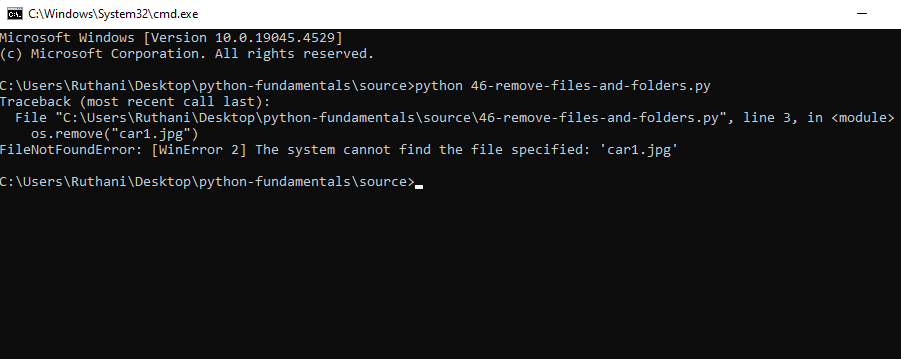 C:\Windows\System32\cmd.exe
Microsoft Windows [Version 10.0.19045.4529]
(c) Microsoft Corporation. All rights reserved.
C:\Users\Ruthani\Desktop\python-fundamentals\source>python 46-remove-files-and-folders.py
Traceback (most recent call last):
  File "C:\Users\Ruthani\Desktop\python-fundamentals\source\46-remove-files-and-folders.py", line 3, in <module>
    os.remove("car1.jpg")
FileNotFoundError: [WinError 2] The system cannot find the file specified: 'car1.jpg'
C:\Users\Ruthani\Desktop\python-fundamentals\source>